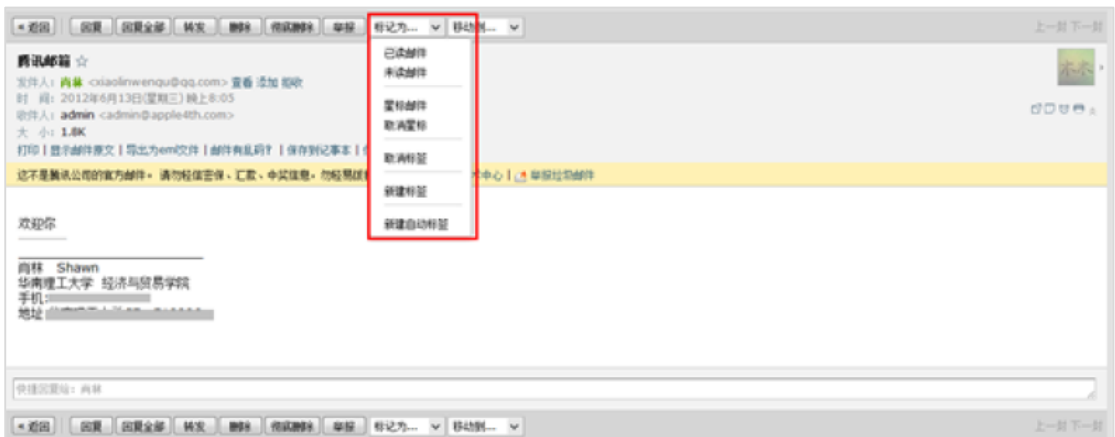 « 返回 回复 回复全部 转发 删除 彻底删除 举报 标记为... 移动到... 上一封 下一封
腾讯邮箱 ☆
发件人：肖林 <xiaolinwengu@qq.com> 查看 添加 拒收
时 间：2012年6月13日(星期三) 晚上8:05
收件人：admin <admin@apple4th.com>
大 小：1.8K
打印 | 显示邮件原文 | 导出为eml文件 | 邮件有乱码? | 保存到记事本 |
这不是腾讯公司的官方邮件。 请勿轻信密保、汇款、中奖信息，勿轻易拨 中心 | 举报垃圾邮件
已读邮件
未读邮件
星标邮件
取消星标
取消标签
新建标签
新建自动标签
欢迎你
肖林 Shawn
华南理工大学 经济与贸易学院
手机:
地址
快捷回复给：肖林
« 返回 回复 回复全部 转发 删除 彻底删除 举报 标记为... 移动到... 上一封 下一封